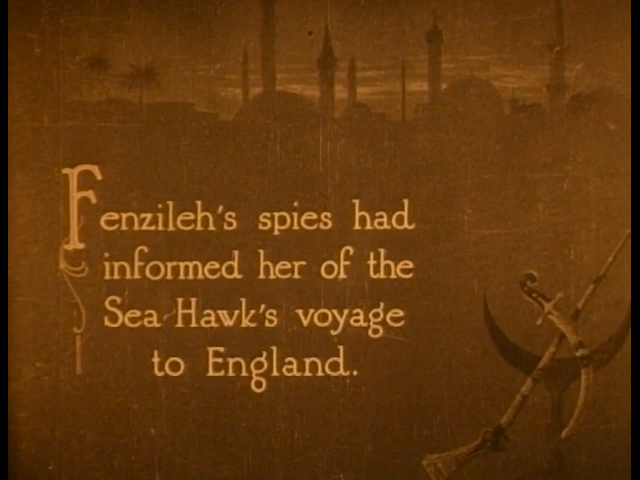 Fenzileh's spies had
informed her of the
Sea-Hawk's voyage
to England.